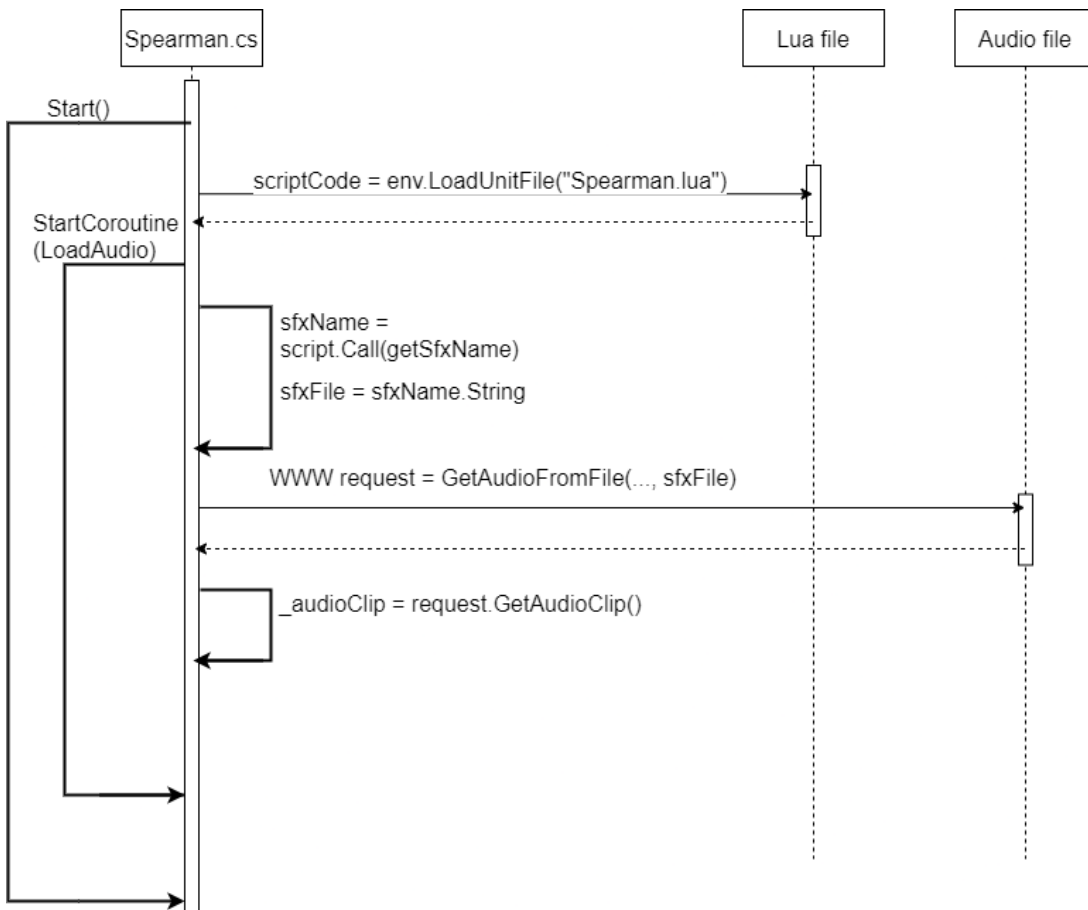 Spearman.cs
Lua file
Audio file
Start()
scriptCode = env.LoadUnitFile("Spearman.lua")
StartCoroutine
(LoadAudio)
sfxName =
script.Call(getSfxName)
sfxFile = sfxName.String
WWW request = GetAudioFromFile(..., sfxFile)
_audioClip = request.GetAudioClip()